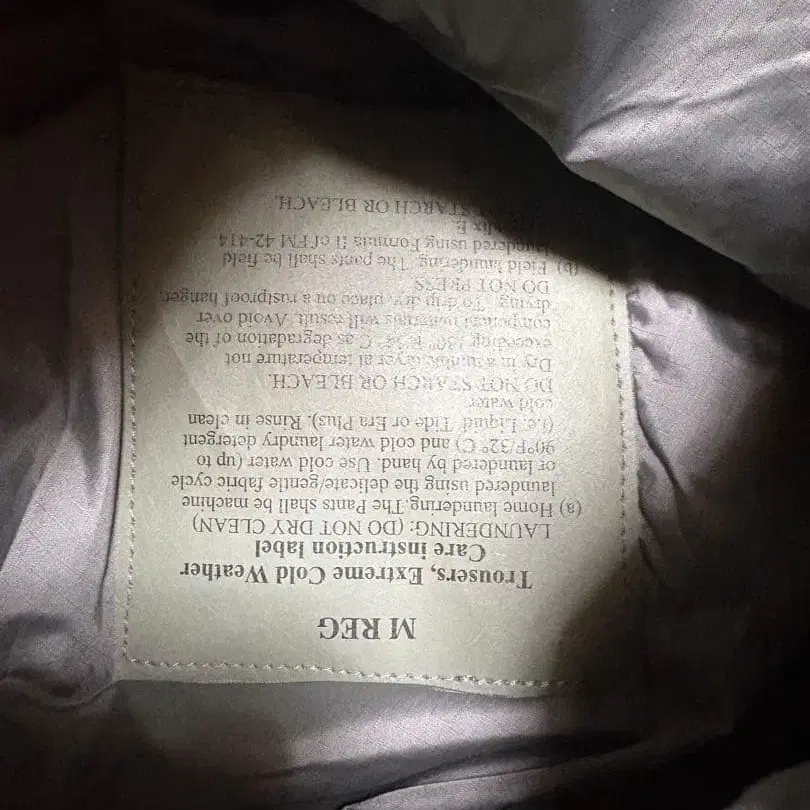 M REG
Trousers, Extreme Cold Weather
Care instruction label
LAUNDERING: (DO NOT DRY CLEAN)
(a) Home laundering. The Pants shall be machine
laundered using the delicate/gentle fabric cycle
or laundered by hand. Use cold water (up to
90°F/32° C) and cold water laundry detergent
(i.e. Liquid Tide or Era Plus). Rinse in clean
cold water
DO NOT STARCH OR BLEACH.
Dry in a tumble dryer at temperature not
exceeding 130° F/54° C as degradation of the
component materials will result. Avoid over
drying. To drip dry, place on a rustproof hanger.
DO NOT PRESS
(b) Field laundering. The pants shall be field
laundered using Formula II of FM 42-414
STARCH OR BLEACH.